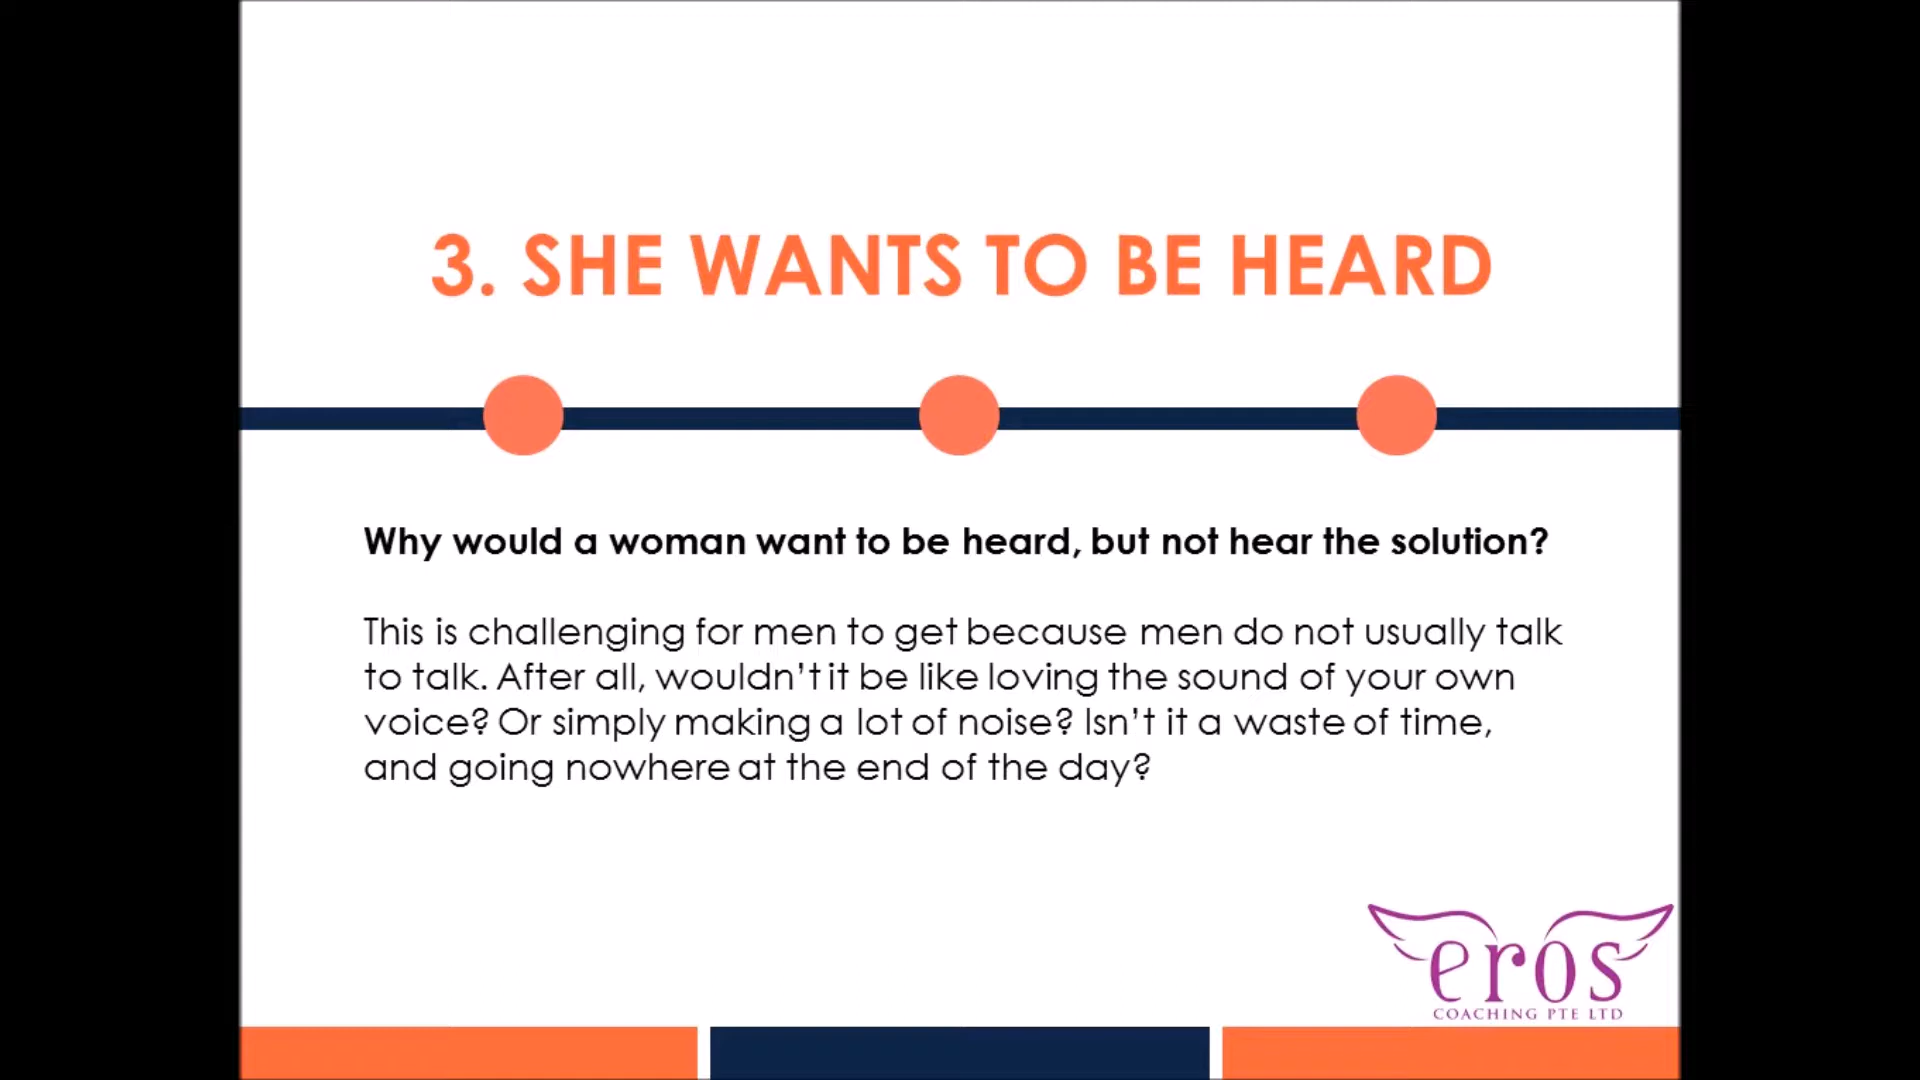 3. SHE WANTS TO BE HEARD
Why would a woman want to be heard, but not hear the solution?
This is challenging for men to get because men do not usually talk
to talk. After all, wouldn't it be like loving the sound of your own
voice? Or simply making a lot of noise? Isn't it a waste of time,
and going nowhere at the end of the day?
eros
COACHING PTE LTD